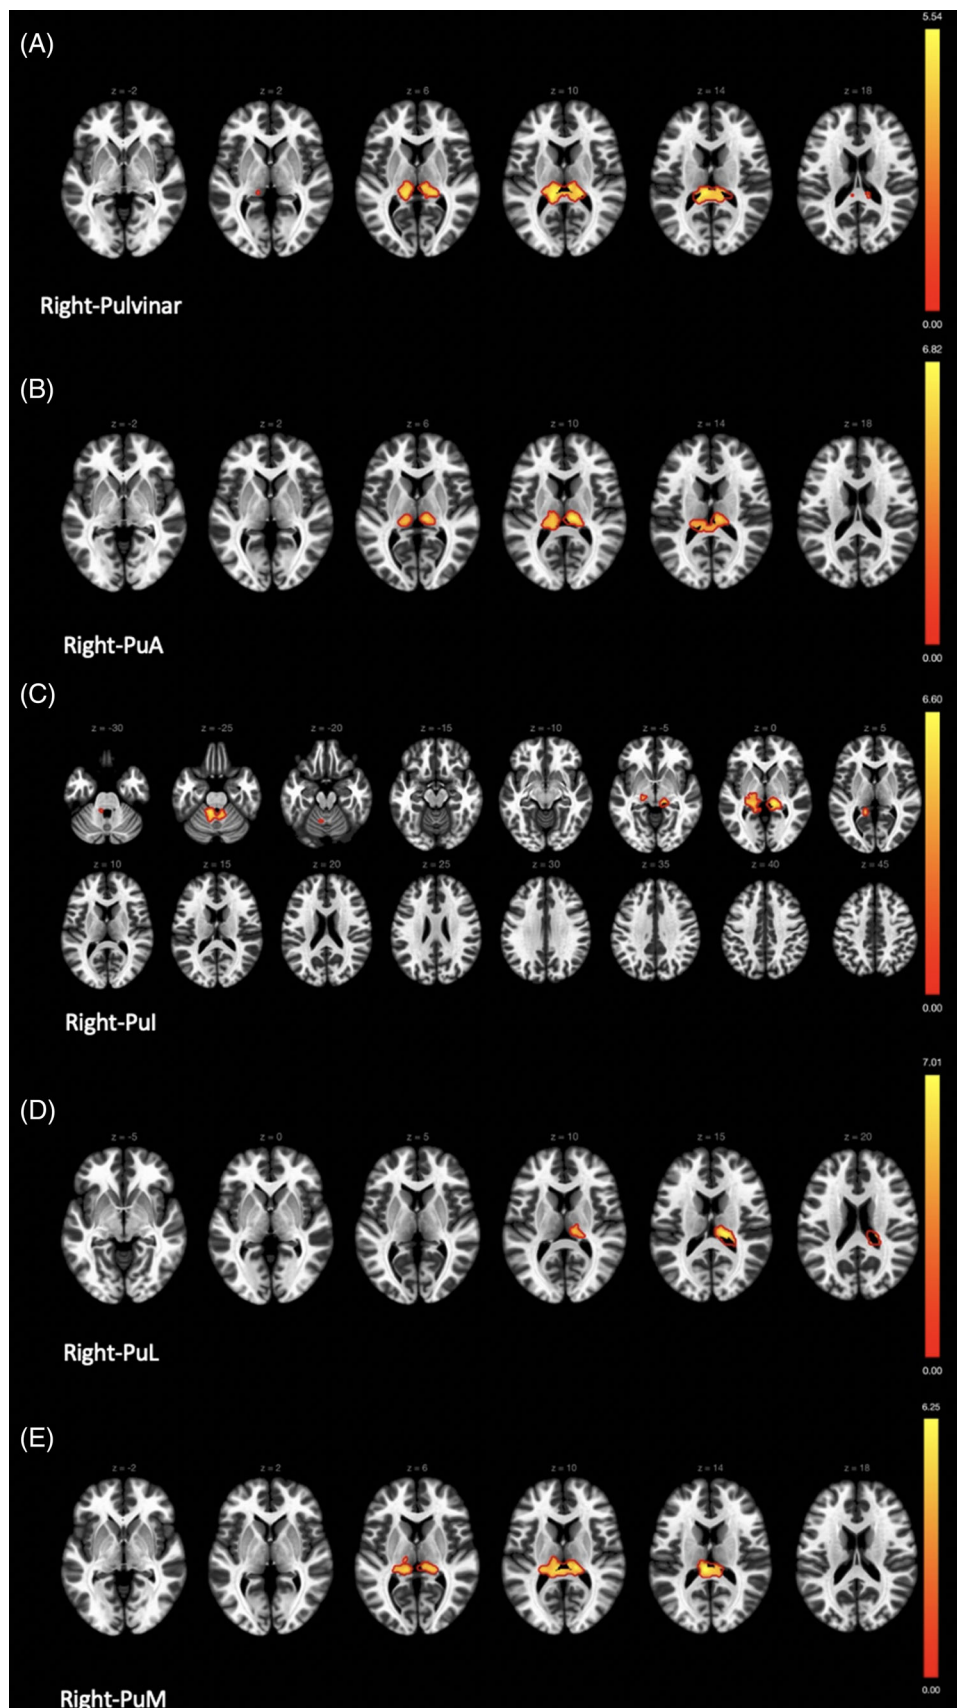 (A)
5.54
z = -2 z = 2 z = 6 z = 10 z = 14 z = 18
Right-Pulvinar
0.00
6.82
(B)
z = -2 z = 2 z = 6 z = 10 z = 14 z = 18
Right-PuA
0.00
(C)
6.60
z = -30 z = -25 z = -20 z = -15 z = -10 z = -5 z = 0 z = 5
z = 10 z = 15 z = 20 z = 25 z = 30 z = 35 z = 40 z = 45
0.00
Right-PuI
7.01
(D)
z = -5 z = 0 z = 5 z = 10 z = 15 z = 20
Right-PuL
0.00
6.25
(E)
z = -2 z = 2 z = 6 z = 10 z = 14 z = 18
0.00
Right-PuM